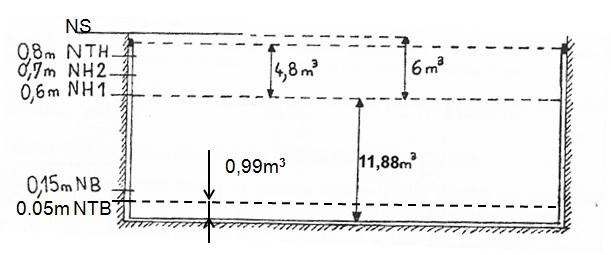 NS
0,8m NTH
0,7m NH2
0,6m NH1
4,8m³
6m³
0,99m³
11,88m³
0,15m NB
0.05m NTB